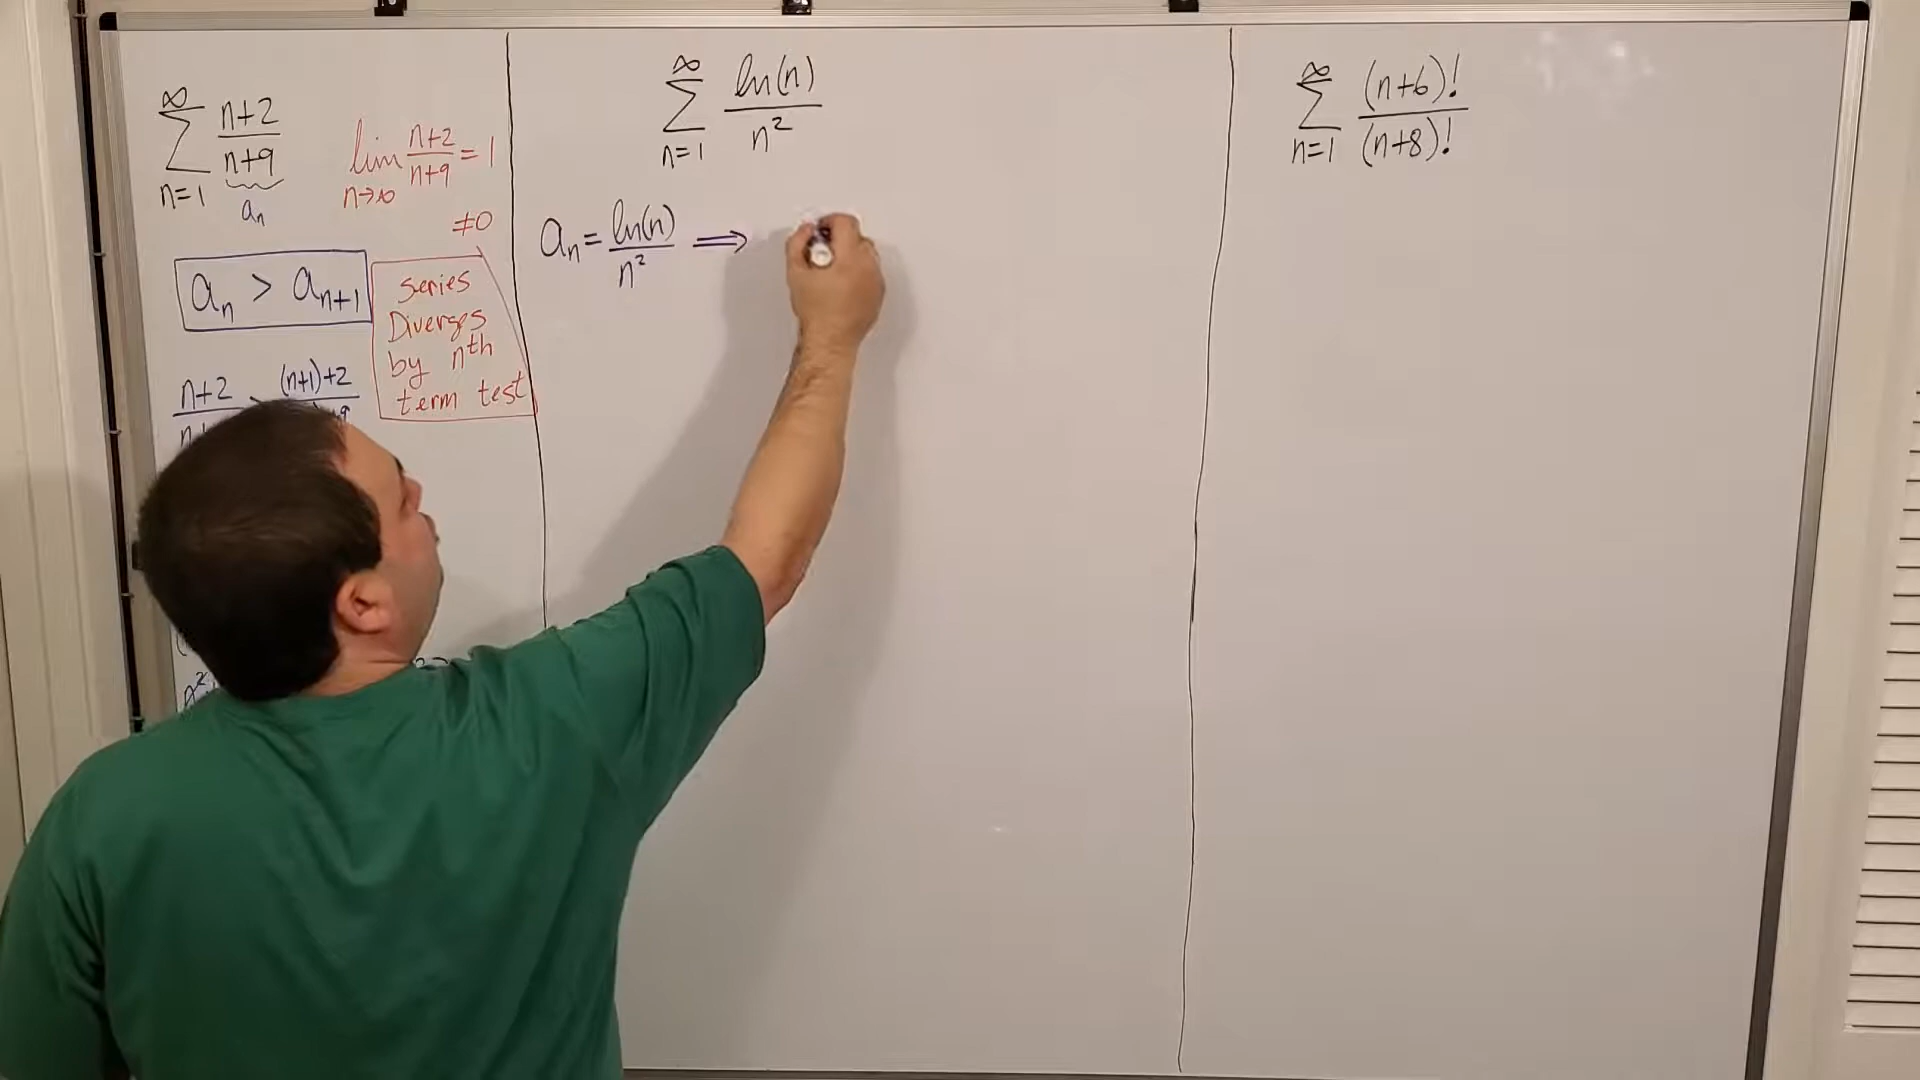 ∞
∑ n+2/n+9
n=1
aₙ
lim n+2/n+9 = 1
n→∞
≠0
aₙ > aₙ₊₁
series
Diverges
by nᵗʰ
term test
n+2 (n+1)+2
∞
∑ ln(n)/n²
n=1
aₙ = ln(n)/n² ⟹
∞
∑ (n+6)!/(n+8)!
n=1